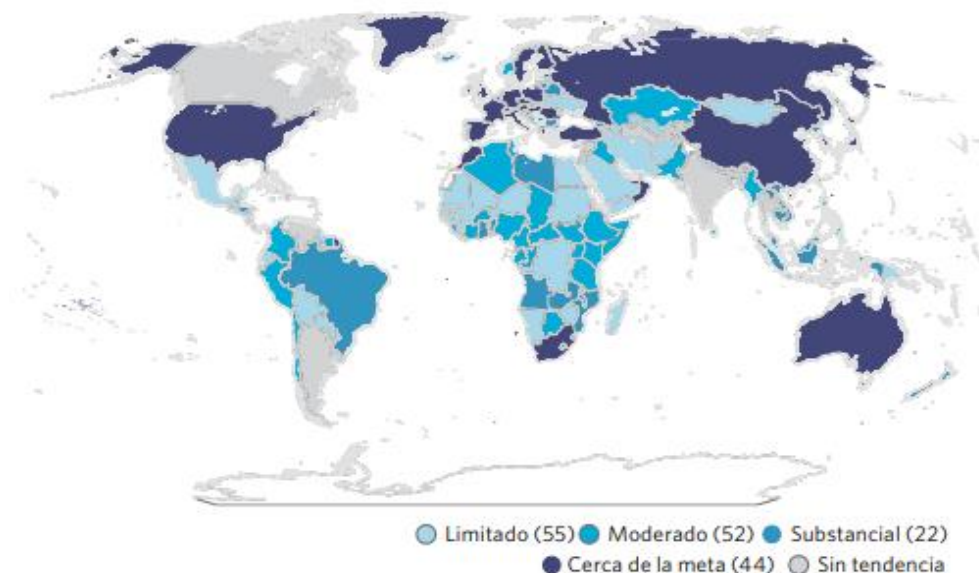 Limitado (55) Moderado (52) Substancial (22)
Cerca de la meta (44) Sin tendencia